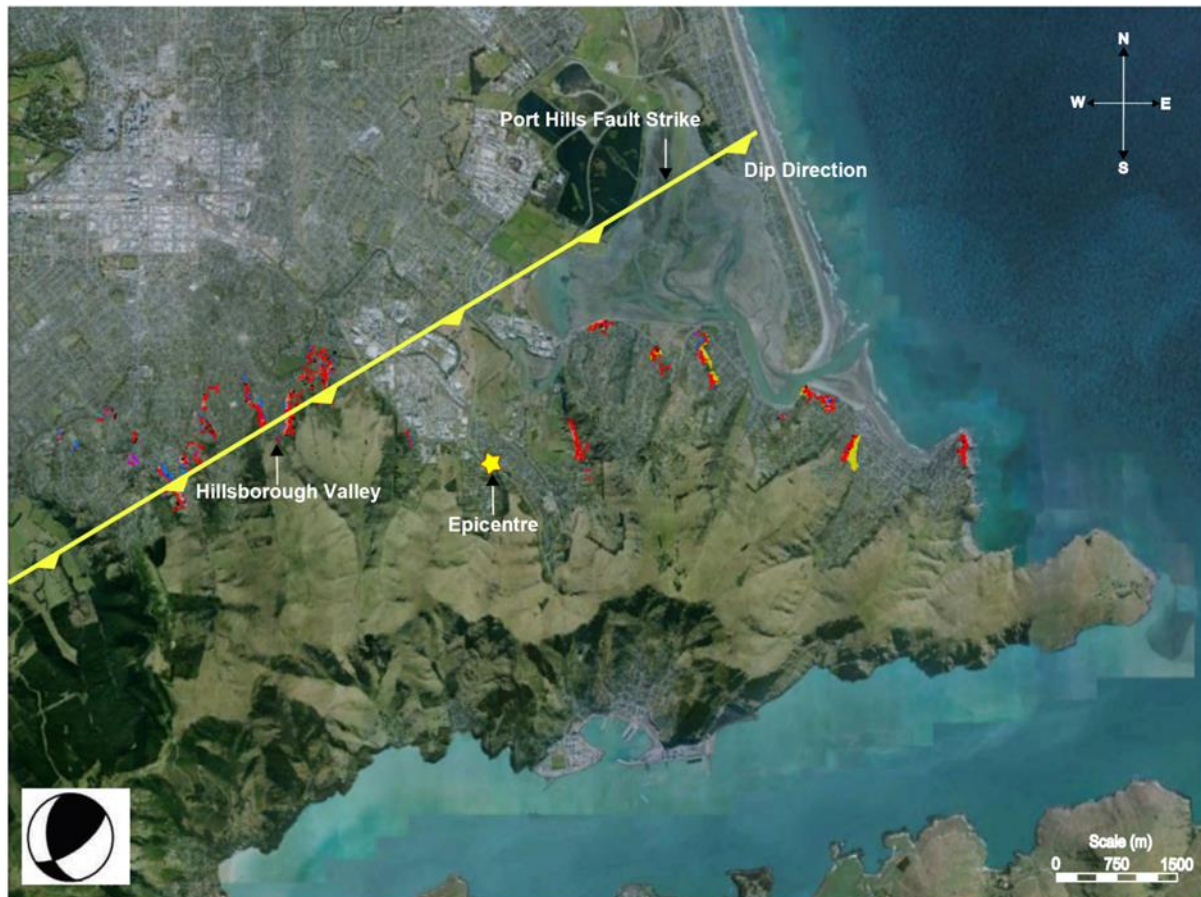 N
W E
S
Port Hills Fault Strike
Dip Direction
Hillsborough Valley
Epicentre
Scale (m)
0 750 1500